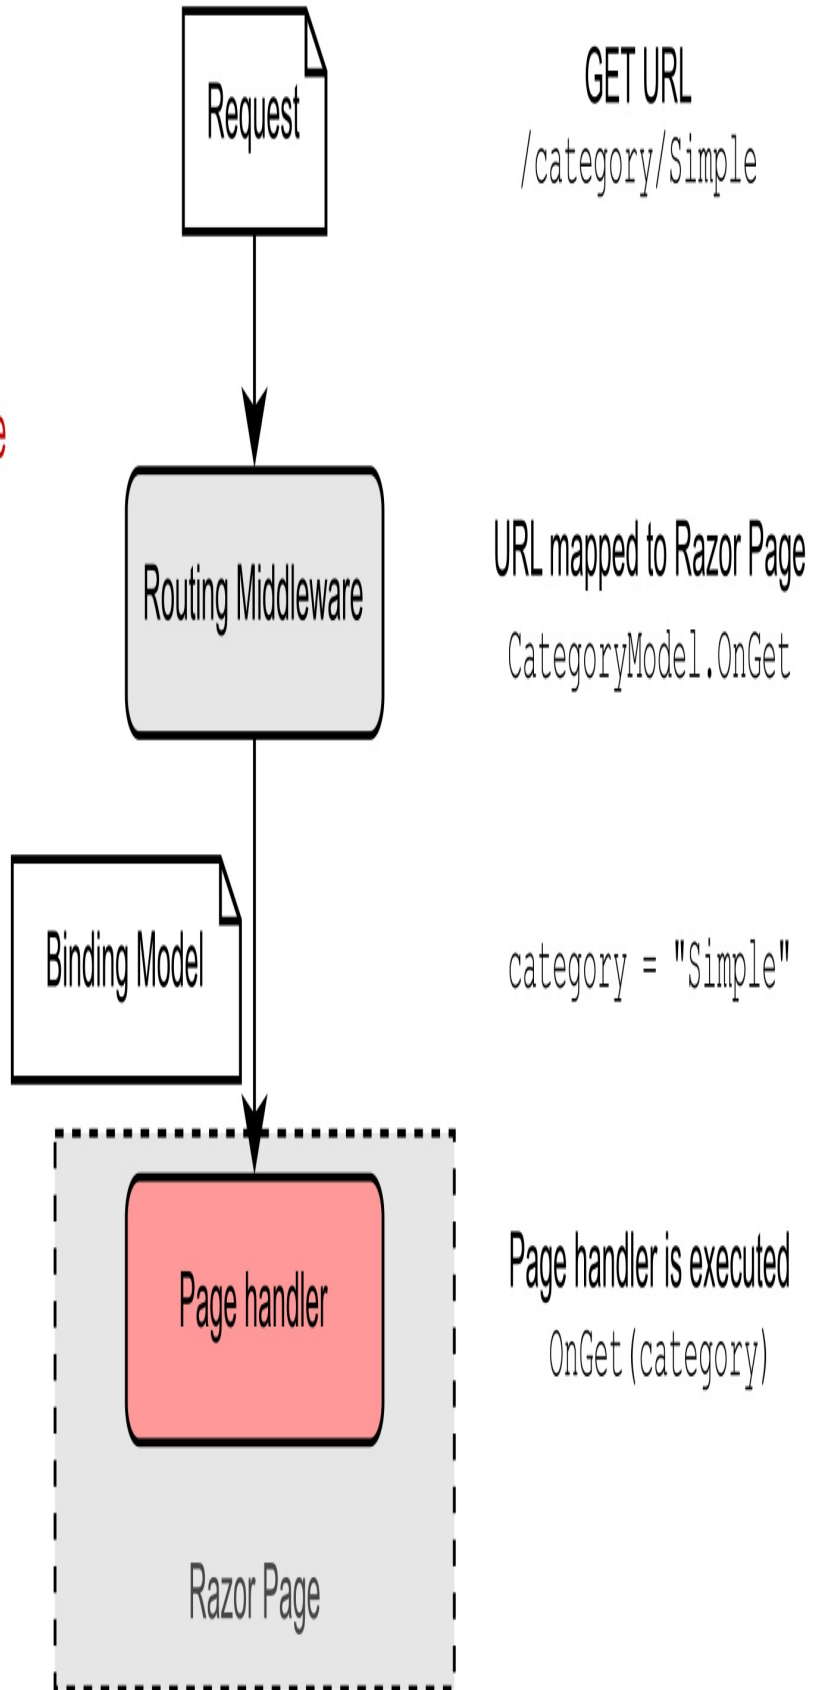 Request
GET URL
/category/Simple
e
Routing Middleware
URL mapped to Razor Page
CategoryModel.OnGet
Binding Model
category = "Simple"
Page handler
Page handler is executed
OnGet(category)
Razor Page